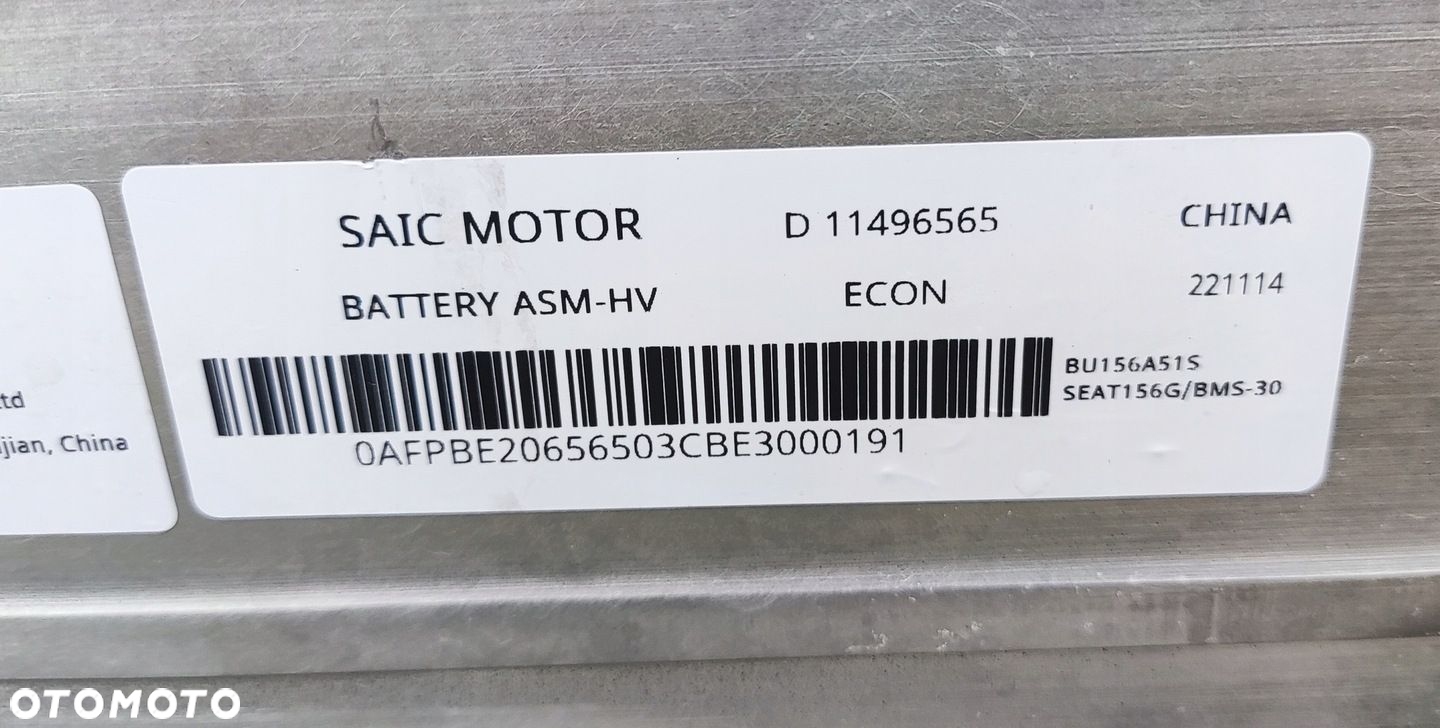 SAIC MOTOR D 11496565 CHINA
BATTERY ASM-HV ECON 221114
BU156A51S
SEAT156G/BMS-30
0AFPBE20656503CBE3000191
td
jian, China
OTOMOTO